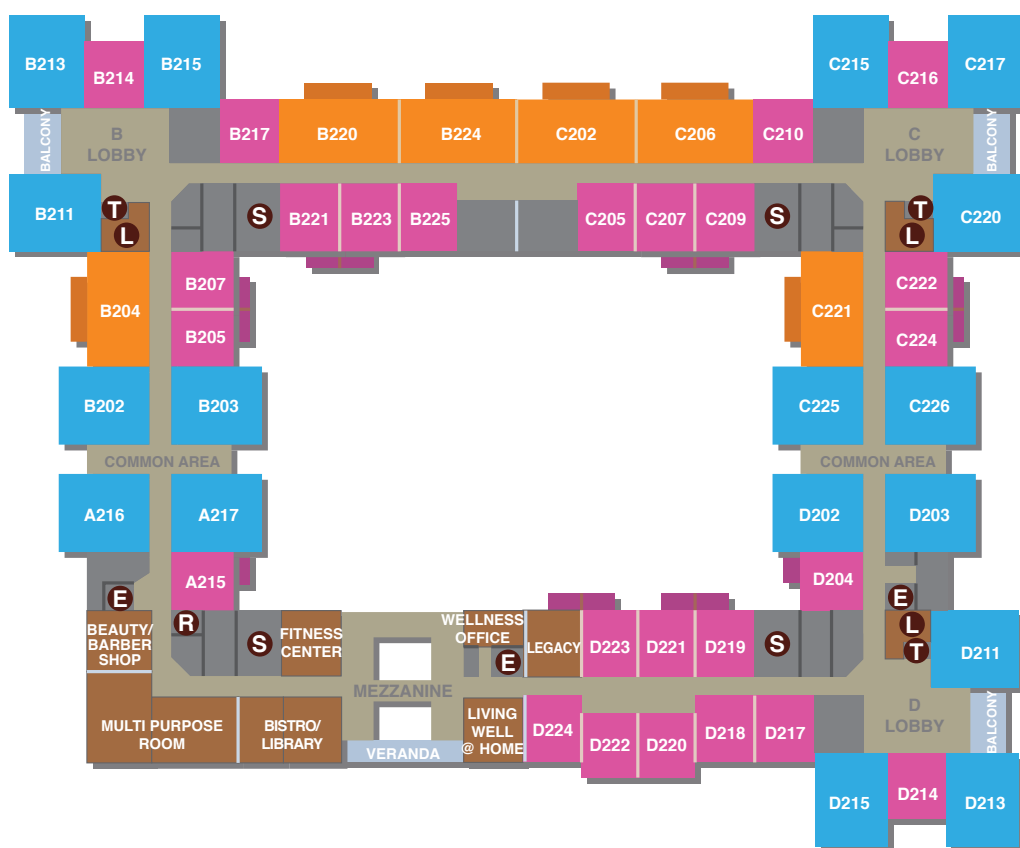 B213
B214
B215
C215
C216
C217
BALCONY
B
LOBBY
B217
B220
B224
C202
C206
C210
C
LOBBY
BALCONY
B211
T
L
S
B221
B223
B225
C205
C207
C209
S
T
L
C220
B204
B207
B205
C221
C222
C224
B202
B203
C225
C226
COMMON AREA
COMMON AREA
A216
A217
D202
D203
A215
D204
E
R
E
BEAUTY/
BARBER
SHOP
S
FITNESS
CENTER
WELLNESS
OFFICE
E
LEGACY
D223
D221
D219
S
L
T
D211
MEZZANINE
MULTI PURPOSE
ROOM
BISTRO/
LIBRARY
VERANDA
LIVING
WELL
@ HOME
D224
D222
D220
D218
D217
D
LOBBY
BALCONY
D215
D214
D213